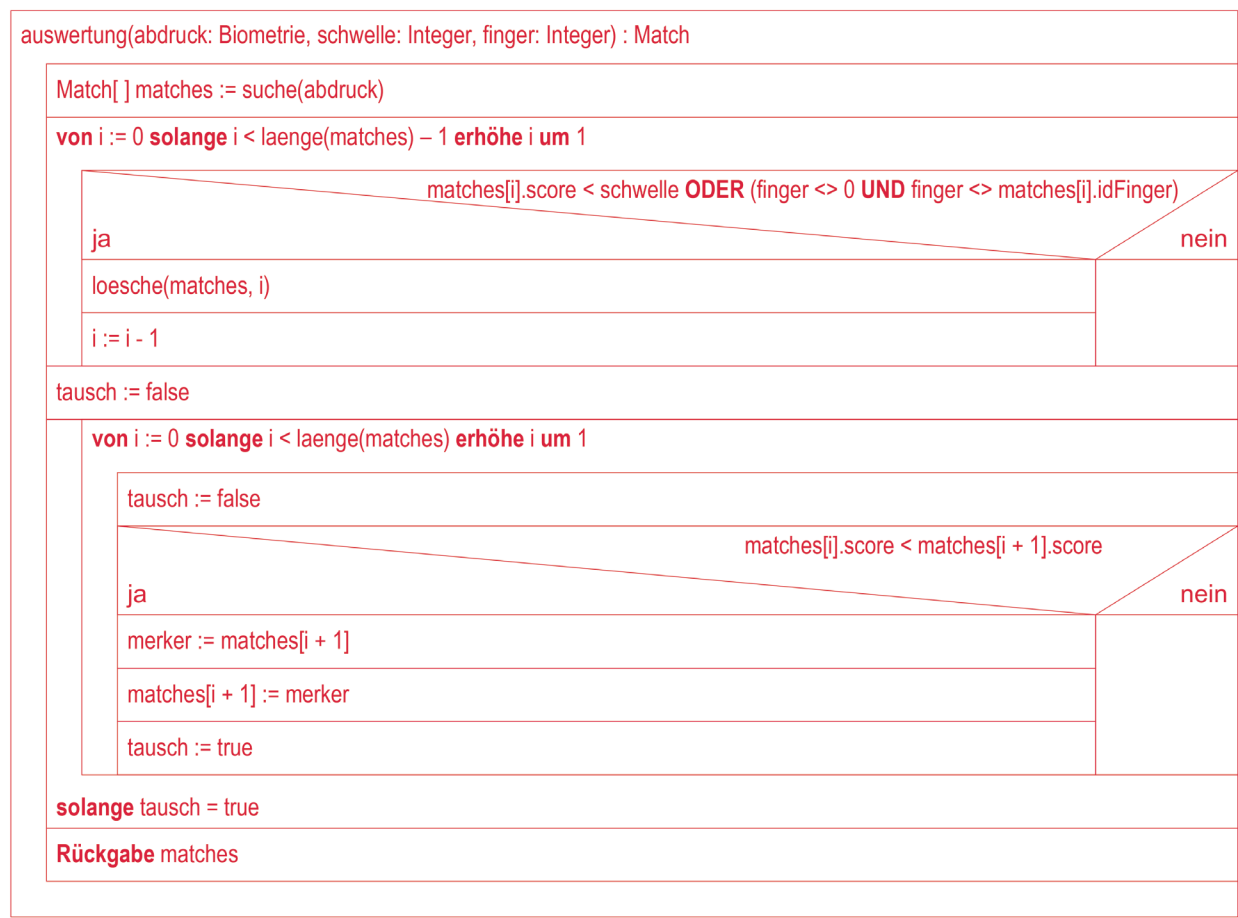 auswertung(abdruck: Biometrie, schwelle: Integer, finger: Integer) : Match
Match[ ] matches := suche(abdruck)
von i := 0 solange i < laenge(matches) – 1 erhöhe i um 1
matches[i].score < schwelle ODER (finger <> 0 UND finger <> matches[i].idFinger)
ja
nein
loesche(matches, i)
i := i - 1
tausch := false
von i := 0 solange i < laenge(matches) erhöhe i um 1
tausch := false
matches[i].score < matches[i + 1].score
ja
nein
merker := matches[i + 1]
matches[i + 1] := merker
tausch := true
solange tausch = true
Rückgabe matches